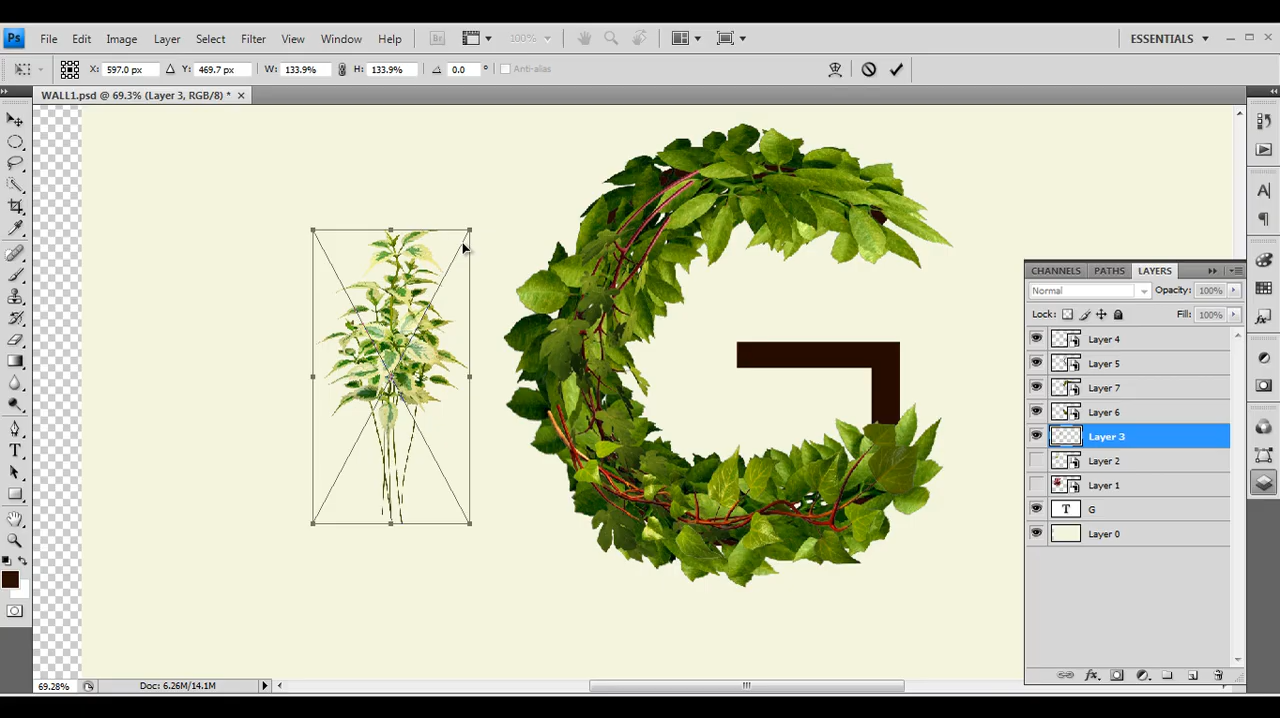 Ps File Edit Image Layer Select Filter View Window Help Br 100% ESSENTIALS
X: 597.0 px Y: 469.7 px W: 133.9% H: 133.9% 0.0 ° Anti-alias
WALL1.psd @ 69.3% (Layer 3, RGB/8) *
CHANNELS PATHS LAYERS
Normal Opacity: 100%
Lock: Fill: 100%
Layer 4
Layer 5
Layer 7
Layer 6
Layer 3
Layer 2
Layer 1
T G
Layer 0
69.28% Doc: 6.26M/14.1M